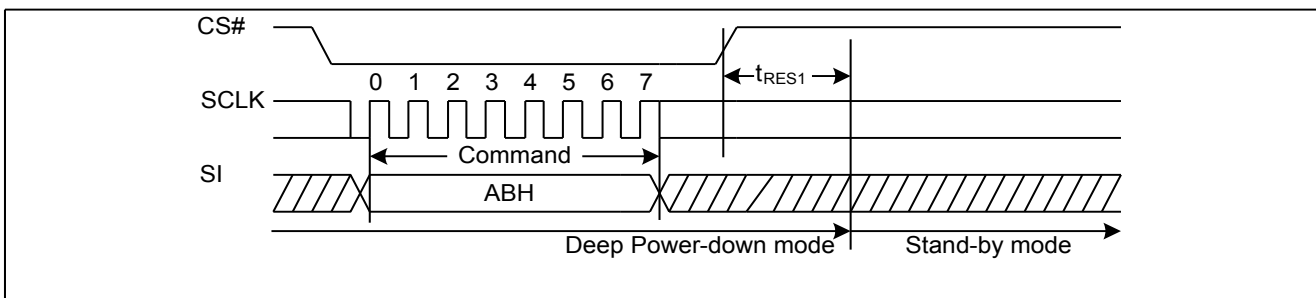 CS#
tRES1
0 1 2 3 4 5 6 7
SCLK
Command
SI
ABH
Deep Power-down mode Stand-by mode